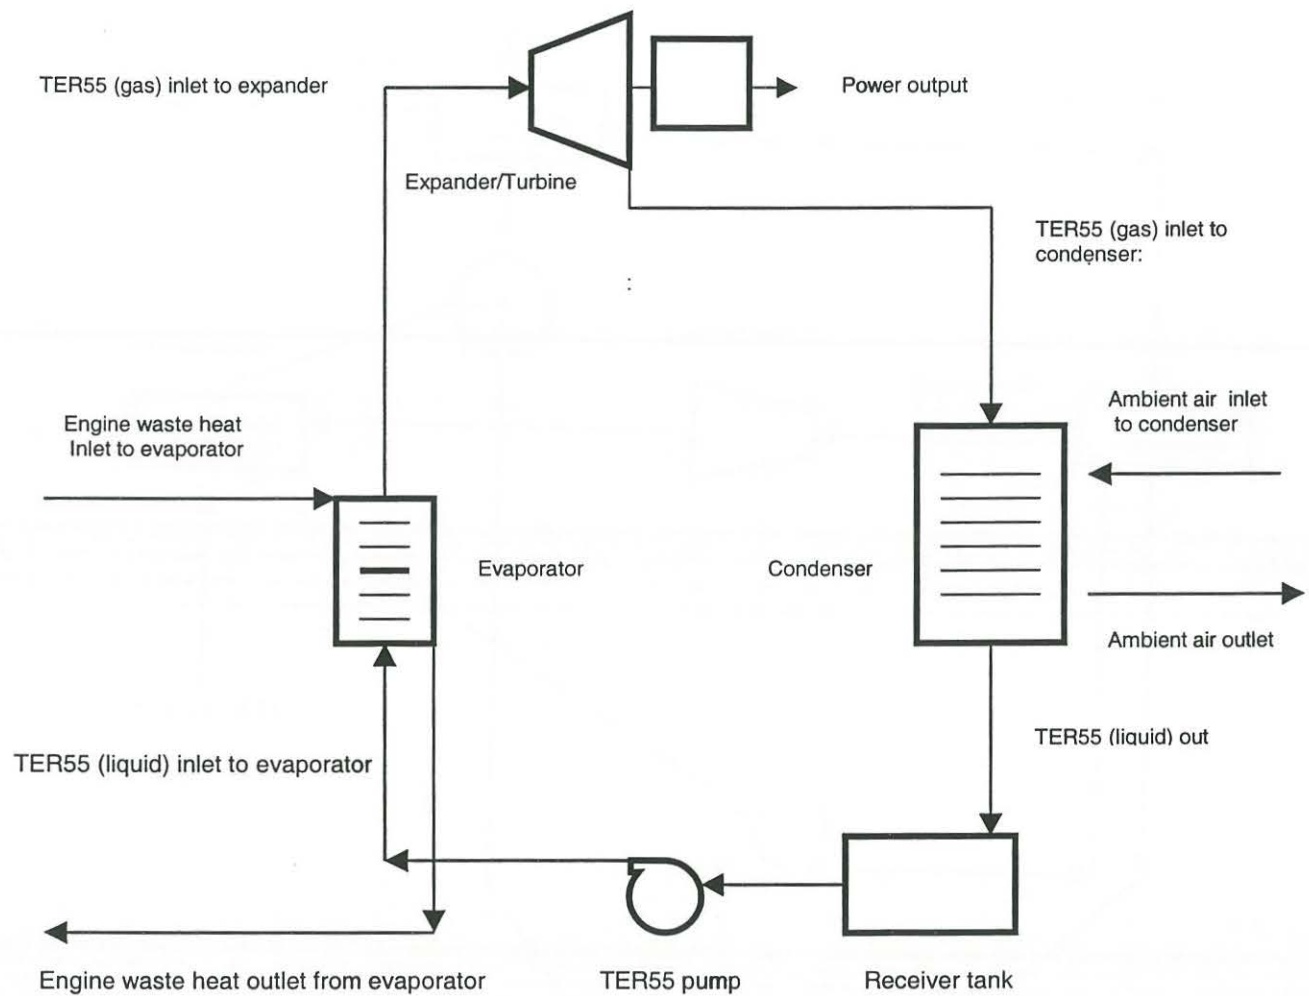 TER55 (gas) inlet to expander
Power output
Expander/Turbine
TER55 (gas) inlet to
condenser:
:
Engine waste heat
Inlet to evaporator
Ambient air inlet
to condenser
Evaporator
Condenser
Ambient air outlet
TER55 (liquid) out
TER55 (liquid) inlet to evaporator
Engine waste heat outlet from evaporator
TER55 pump
Receiver tank